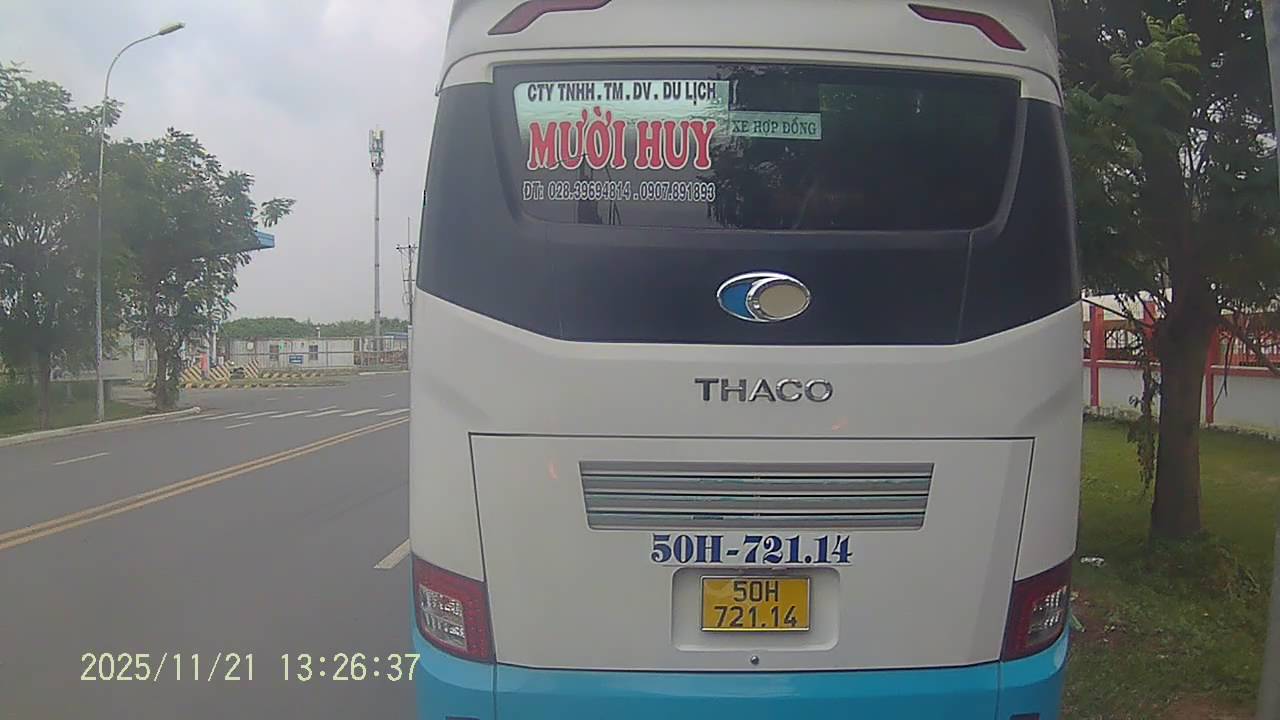 CTY TNHH.TM.DV.DU LỊCH
MƯỜI HUY
XE HỢP ĐỒNG
ĐT: 028.39694814.0907.891893
THACO
50H-721.14
50H
721.14
2025/11/21 13:26:37